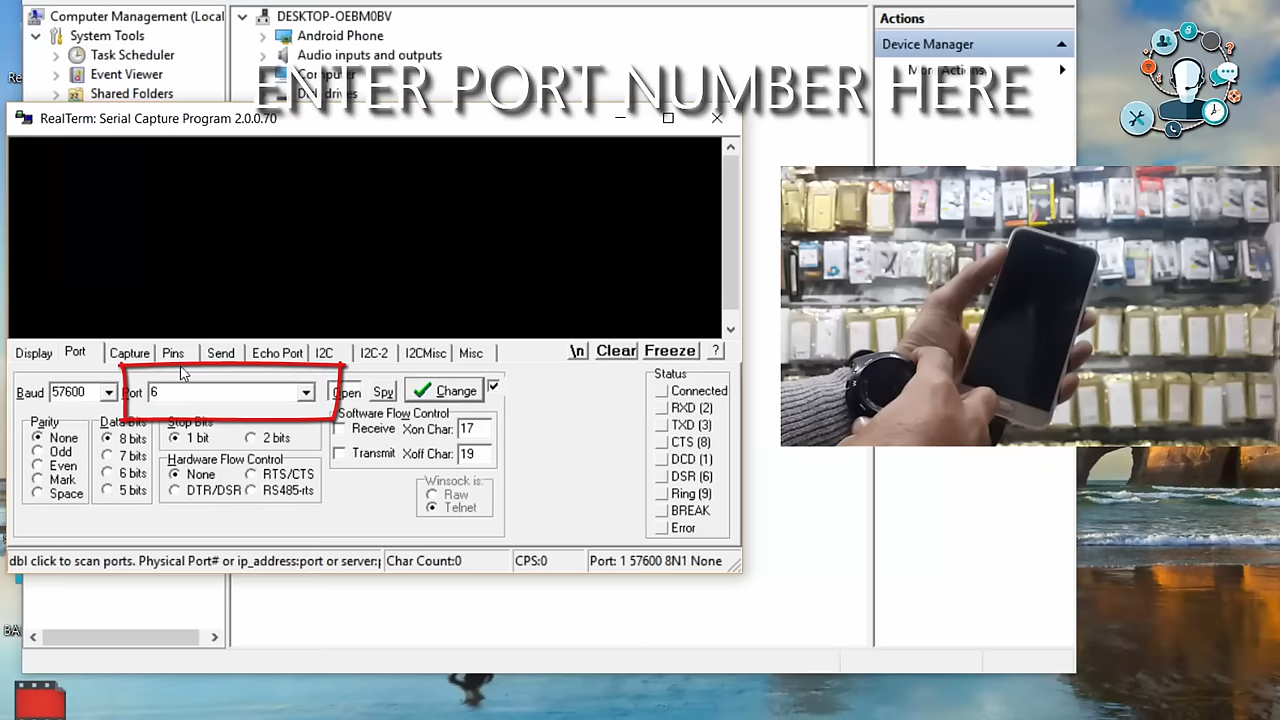 Computer Management (Local
System Tools
Task Scheduler
Event Viewer
Shared Folders
DESKTOP-OEBM0BV
Android Phone
Audio inputs and outputs
Actions
Device Manager
More Actions
ENTER PORT NUMBER HERE
RealTerm: Serial Capture Program 2.0.0.70
Display Port Capture Pins Send Echo Port I2C I2C-2 I2CMisc Misc \n Clear Freeze ?
Baud 57600 Port 6 Open Spy Change
Parity
None
Odd
Even
Mark
Space
Data Bits
8 bits
7 bits
6 bits
5 bits
Stop Bits
1 bit 2 bits
Hardware Flow Control
None RTS/CTS
DTR/DSR RS485-rts
Software Flow Control
Receive Xon Char: 17
Transmit Xoff Char: 19
Winsock is:
Raw
Telnet
Status
Connected
RXD (2)
TXD (3)
CTS (8)
DCD (1)
DSR (6)
Ring (9)
BREAK
Error
dbl click to scan ports. Physical Port# or ip_address:port or server:p Char Count:0 CPS:0 Port: 1 57600 8N1 None
BA